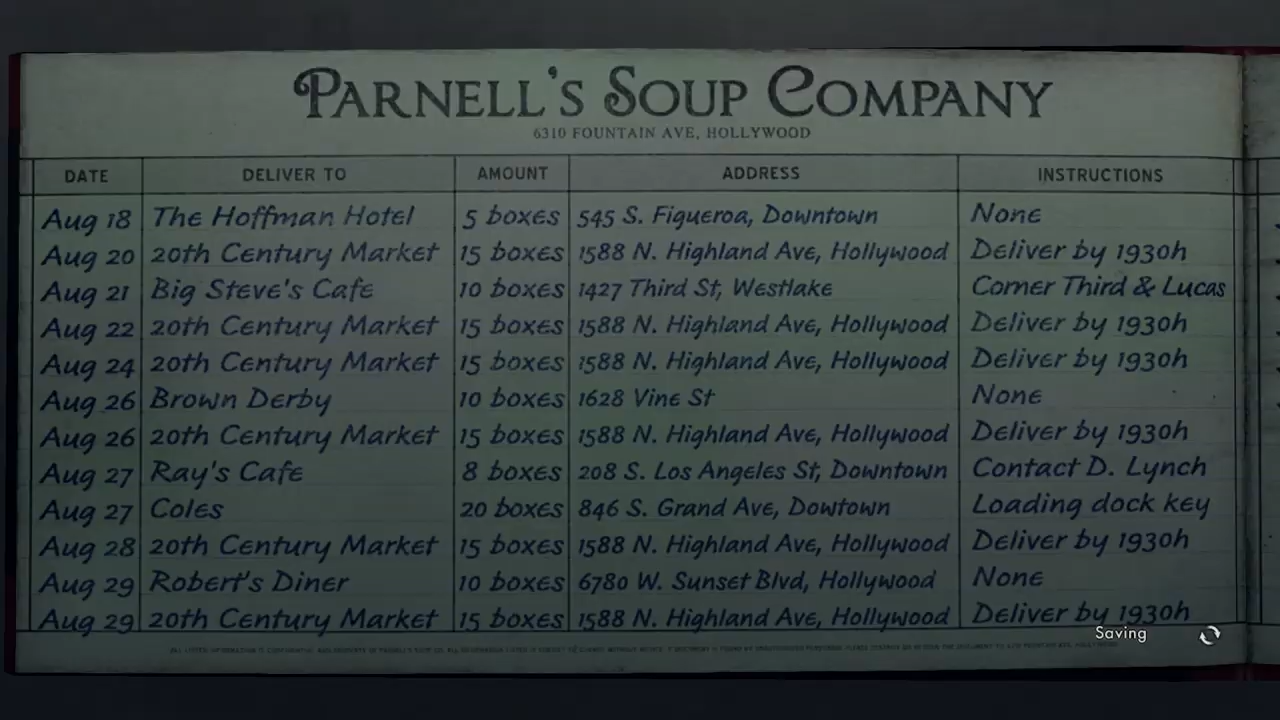 PARNELL'S SOUP COMPANY
6310 FOUNTAIN AVE, HOLLYWOOD
DATE DELIVER TO AMOUNT ADDRESS INSTRUCTIONS
Aug 18 The Hoffman Hotel 5 boxes 545 S. Figueroa, Downtown None
Aug 20 20th Century Market 15 boxes 1588 N. Highland Ave, Hollywood Deliver by 1930h
Aug 21 Big Steve's Cafe 10 boxes 1427 Third St, Westlake Corner Third & Lucas
Aug 22 20th Century Market 15 boxes 1588 N. Highland Ave, Hollywood Deliver by 1930h
Aug 24 20th Century Market 15 boxes 1588 N. Highland Ave, Hollywood Deliver by 1930h
Aug 26 Brown Derby 10 boxes 1628 Vine St None
Aug 26 20th Century Market 15 boxes 1588 N. Highland Ave, Hollywood Deliver by 1930h
Aug 27 Ray's Cafe 8 boxes 208 S. Los Angeles St, Downtown Contact D. Lynch
Aug 27 Coles 20 boxes 846 S. Grand Ave, Dowtown Loading dock key
Aug 28 20th Century Market 15 boxes 1588 N. Highland Ave, Hollywood Deliver by 1930h
Aug 29 Robert's Diner 10 boxes 6780 W. Sunset Blvd, Hollywood None
Aug 29 20th Century Market 15 boxes 1588 N. Highland Ave, Hollywood Deliver by 1930h
Saving